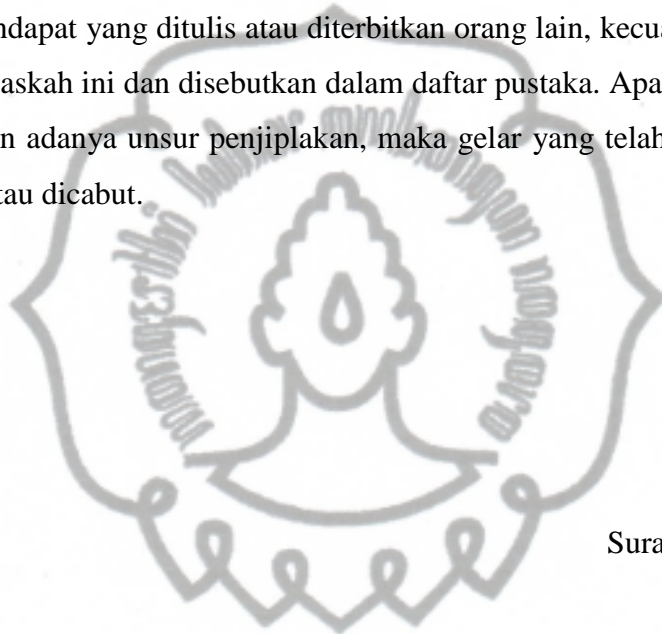 ndapat yang ditulis atau diterbitkan orang lain, kecua
askah ini dan disebutkan dalam daftar pustaka. Apa
n adanya unsur penjiplakan, maka gelar yang telah
tau dicabut.
Sura